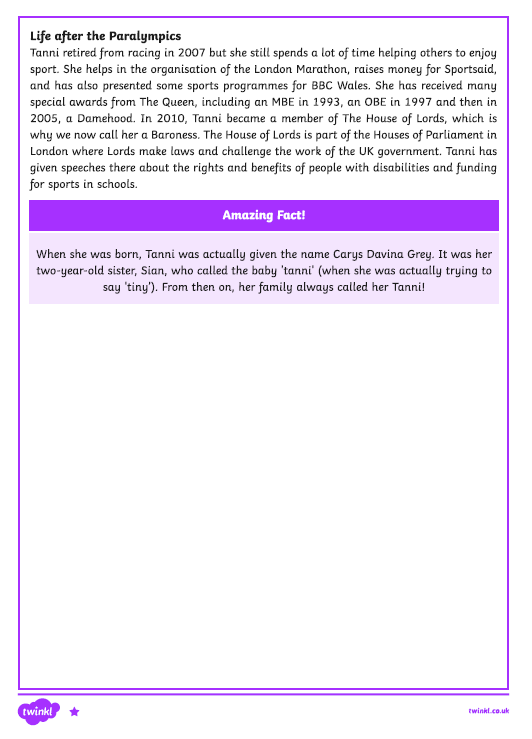 Life after the Paralympics
Tanni retired from racing in 2007 but she still spends a lot of time helping others to enjoy
sport. She helps in the organisation of the London Marathon, raises money for Sportsaid,
and has also presented some sports programmes for BBC Wales. She has received many
special awards from The Queen, including an MBE in 1993, an OBE in 1997 and then in
2005, a Damehood. In 2010, Tanni became a member of The House of Lords, which is
why we now call her a Baroness. The House of Lords is part of the Houses of Parliament in
London where Lords make laws and challenge the work of the UK government. Tanni has
given speeches there about the rights and benefits of people with disabilities and funding
for sports in schools.
Amazing Fact!
When she was born, Tanni was actually given the name Carys Davina Grey. It was her
two-year-old sister, Sian, who called the baby 'tanni' (when she was actually trying to
say 'tiny'). From then on, her family always called her Tanni!
twinkl
twinkl.co.uk